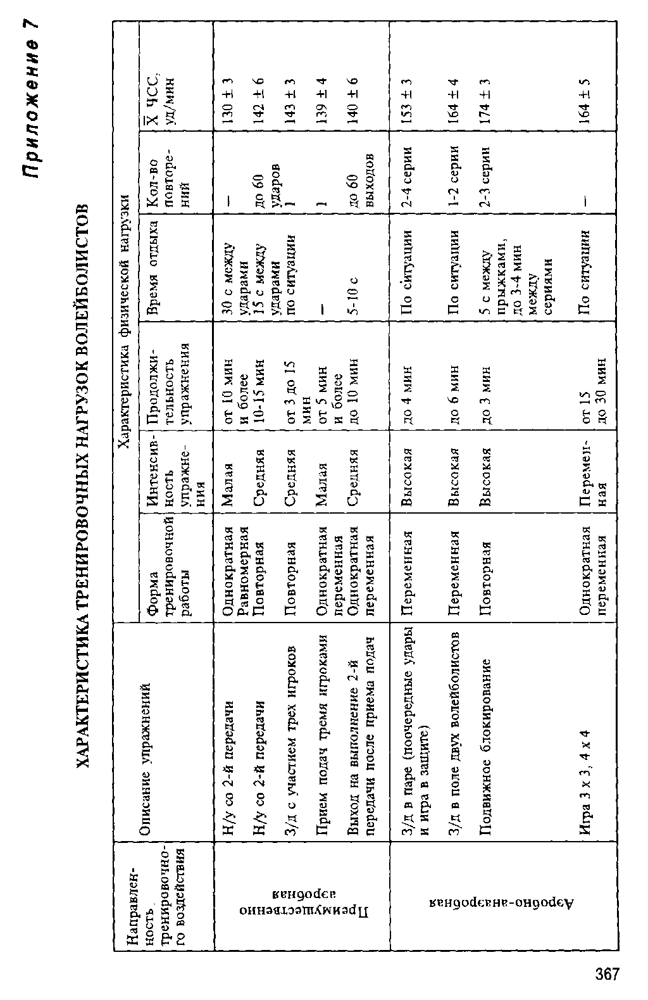 Приложение 7
ХАРАКТЕРИСТИКА ТРЕНИРОВОЧНЫХ НАГРУЗОК ВОЛЕЙБОЛИСТОВ
Направлен-
ность
тренировочно-
го воздействия
Описание упражнений
Характеристика физической нагрузки
Форма
тренировочной
работы
Интенсив-
ность
упражне-
ния
Продолжи-
тельность
упражнения
Время отдыха
Кол-во
повторе-
ний
X̅ ЧСС,
уд/мин
Преимущественно
аэробная
Н/у со 2-й передачи
Однократная
Равномерная
Малая
от 10 мин
и более
30 с между
ударами
—
130 ± 3
Н/у со 2-й передачи
Повторная
Средняя
10-15 мин
15 с между
ударами
до 60
ударов
142 ± 6
З/д с участием трех игроков
Повторная
Средняя
от 3 до 15
мин
по ситуации
1
143 ± 3
Прием подач тремя игроками
Однократная
переменная
Малая
от 5 мин
и более
—
1
139 ± 4
Выход на выполнение 2-й
передачи после приема подач
Однократная
переменная
Средняя
до 10 мин
5-10 с
до 60
выходов
140 ± 6
Аэробно-анаэробная
З/д в паре (поочередные удары
и игра в защите)
Переменная
Высокая
до 4 мин
По ситуации
2-4 серии
153 ± 3
З/д в поле двух волейболистов
Переменная
Высокая
до 6 мин
По ситуации
1-2 серии
164 ± 4
Подвижное блокирование
Повторная
Высокая
до 3 мин
5 с между
прыжками,
до 3-4 мин
между
сериями
2-3 серии
174 ± 3
Игра 3 х 3, 4 х 4
Однократная
переменная
Перемен-
ная
от 15
до 30 мин
По ситуации
—
164 ± 5
367